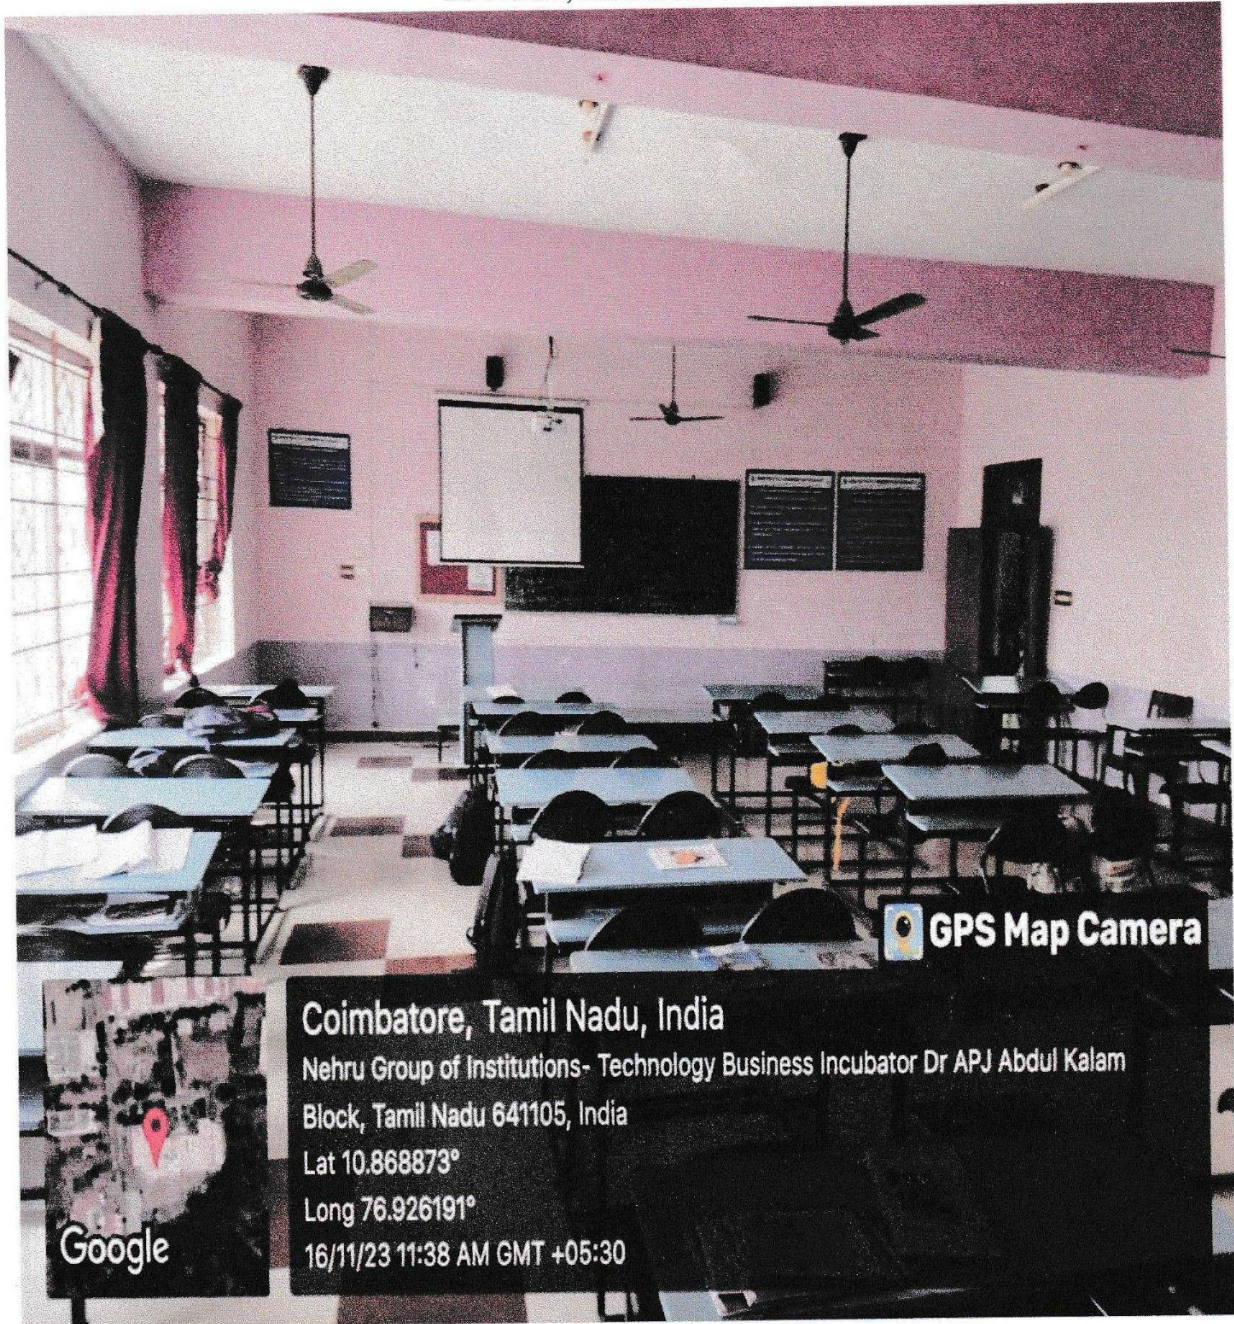 GPS Map Camera
Coimbatore, Tamil Nadu, India
Nehru Group of Institutions- Technology Business Incubator Dr APJ Abdul Kalam
Block, Tamil Nadu 641105, India
Lat 10.868873°
Long 76.926191°
16/11/23 11:38 AM GMT +05:30
Google